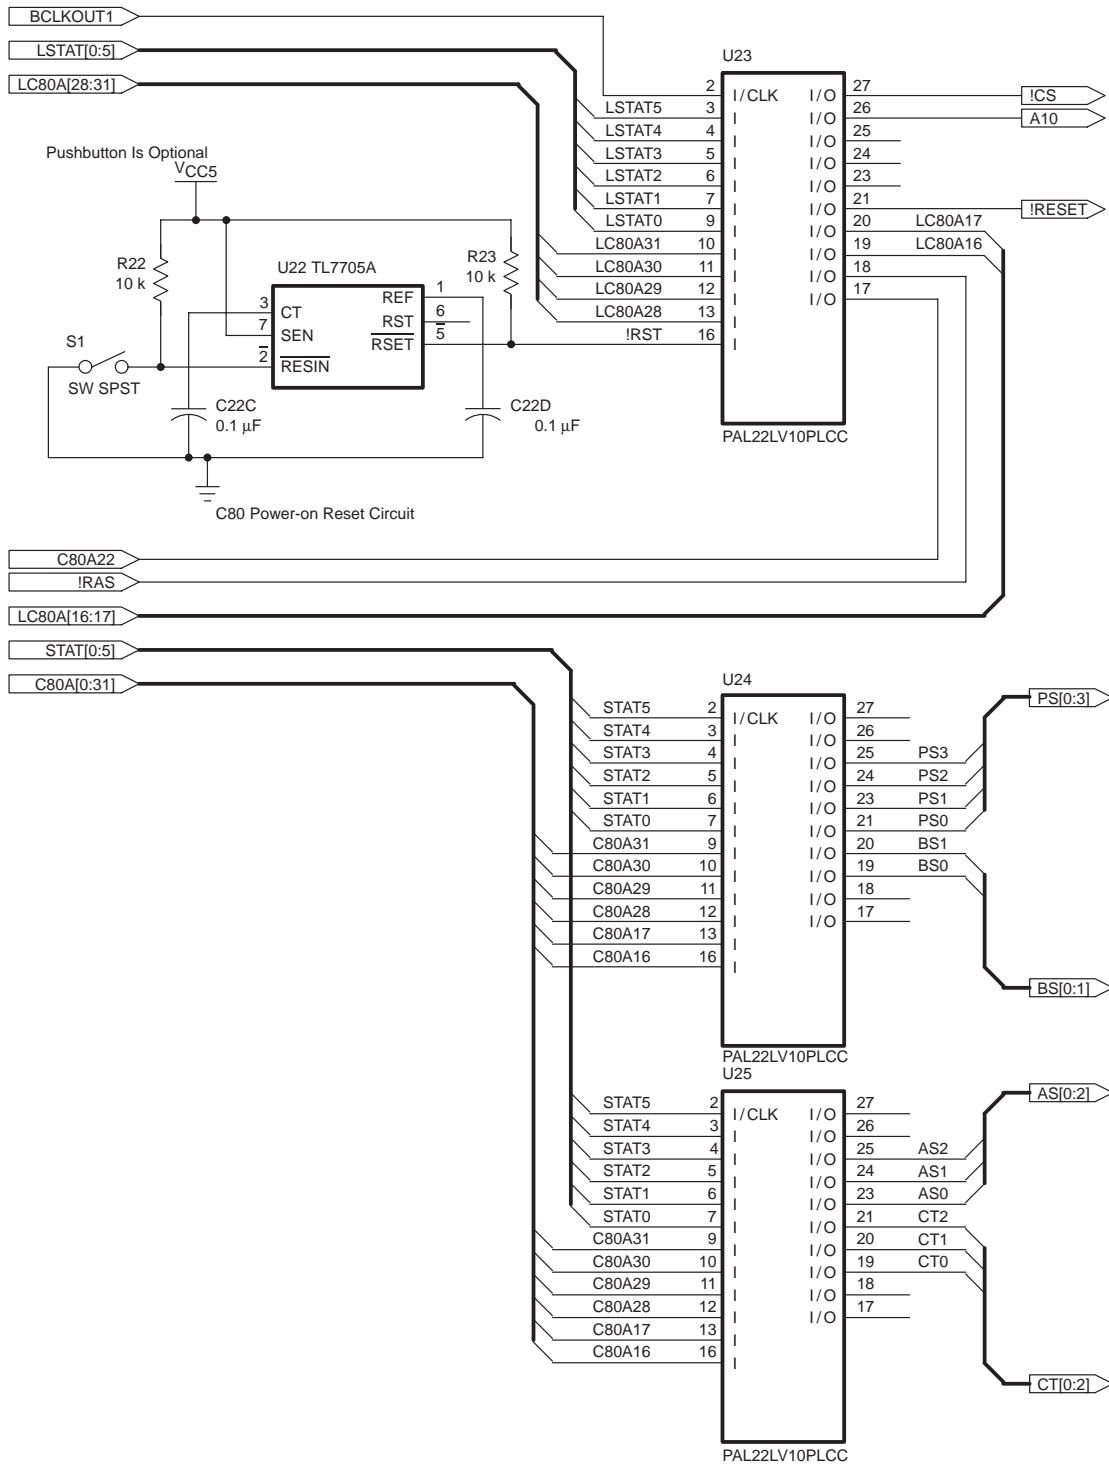 BCLKOUT1
LSTAT[0:5]
LC80A[28:31]
U23
2 I/CLK I/O 27 !CS
LSTAT5 3 I I/O 26 A10
LSTAT4 4 I I/O 25
LSTAT3 5 I I/O 24
LSTAT2 6 I I/O 23
LSTAT1 7 I I/O 21 !RESET
LSTAT0 9 I I/O 20 LC80A17
LC80A31 10 I I/O 19 LC80A16
LC80A30 11 I I/O 18
LC80A29 12 I I/O 17
LC80A28 13 I
!RST 16 I
PAL22LV10PLCC
Pushbutton Is Optional
VCC5
R22
10 k
R23
10 k
U22 TL7705A
3 CT REF 1
7 SEN RST 6
2 RESIN RSET 5
S1
SW SPST
C22C
0.1 μF
C22D
0.1 μF
C80 Power-on Reset Circuit
C80A22
!RAS
LC80A[16:17]
STAT[0:5]
C80A[0:31]
U24
STAT5 2 I/CLK I/O 27
STAT4 3 I I/O 26
STAT3 4 I I/O 25 PS3
STAT2 5 I I/O 24 PS2
STAT1 6 I I/O 23 PS1
STAT0 7 I I/O 21 PS0
C80A31 9 I I/O 20 BS1
C80A30 10 I I/O 19 BS0
C80A29 11 I I/O 18
C80A28 12 I I/O 17
C80A17 13 I
C80A16 16 I
PS[0:3]
BS[0:1]
PAL22LV10PLCC
U25
STAT5 2 I/CLK I/O 27
STAT4 3 I I/O 26
STAT3 4 I I/O 25 AS2
STAT2 5 I I/O 24 AS1
STAT1 6 I I/O 23 AS0
STAT0 7 I I/O 21 CT2
C80A31 9 I I/O 20 CT1
C80A30 10 I I/O 19 CT0
C80A29 11 I I/O 18
C80A28 12 I I/O 17
C80A17 13 I
C80A16 16 I
AS[0:2]
CT[0:2]
PAL22LV10PLCC